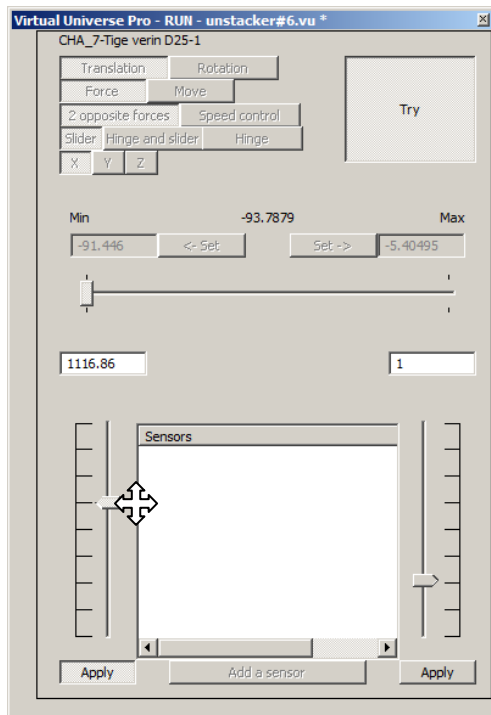 Virtual Universe Pro - RUN - unstacker#6.vu *
CHA_7-Tige verin D25-1
Translation Rotation
Force Move
Try
2 opposite forces Speed control
Slider Hinge and slider Hinge
X Y Z
Min -93.7879 Max
-91.446 <- Set Set -> -5.40495
1116.86 1
Sensors
Apply Add a sensor Apply